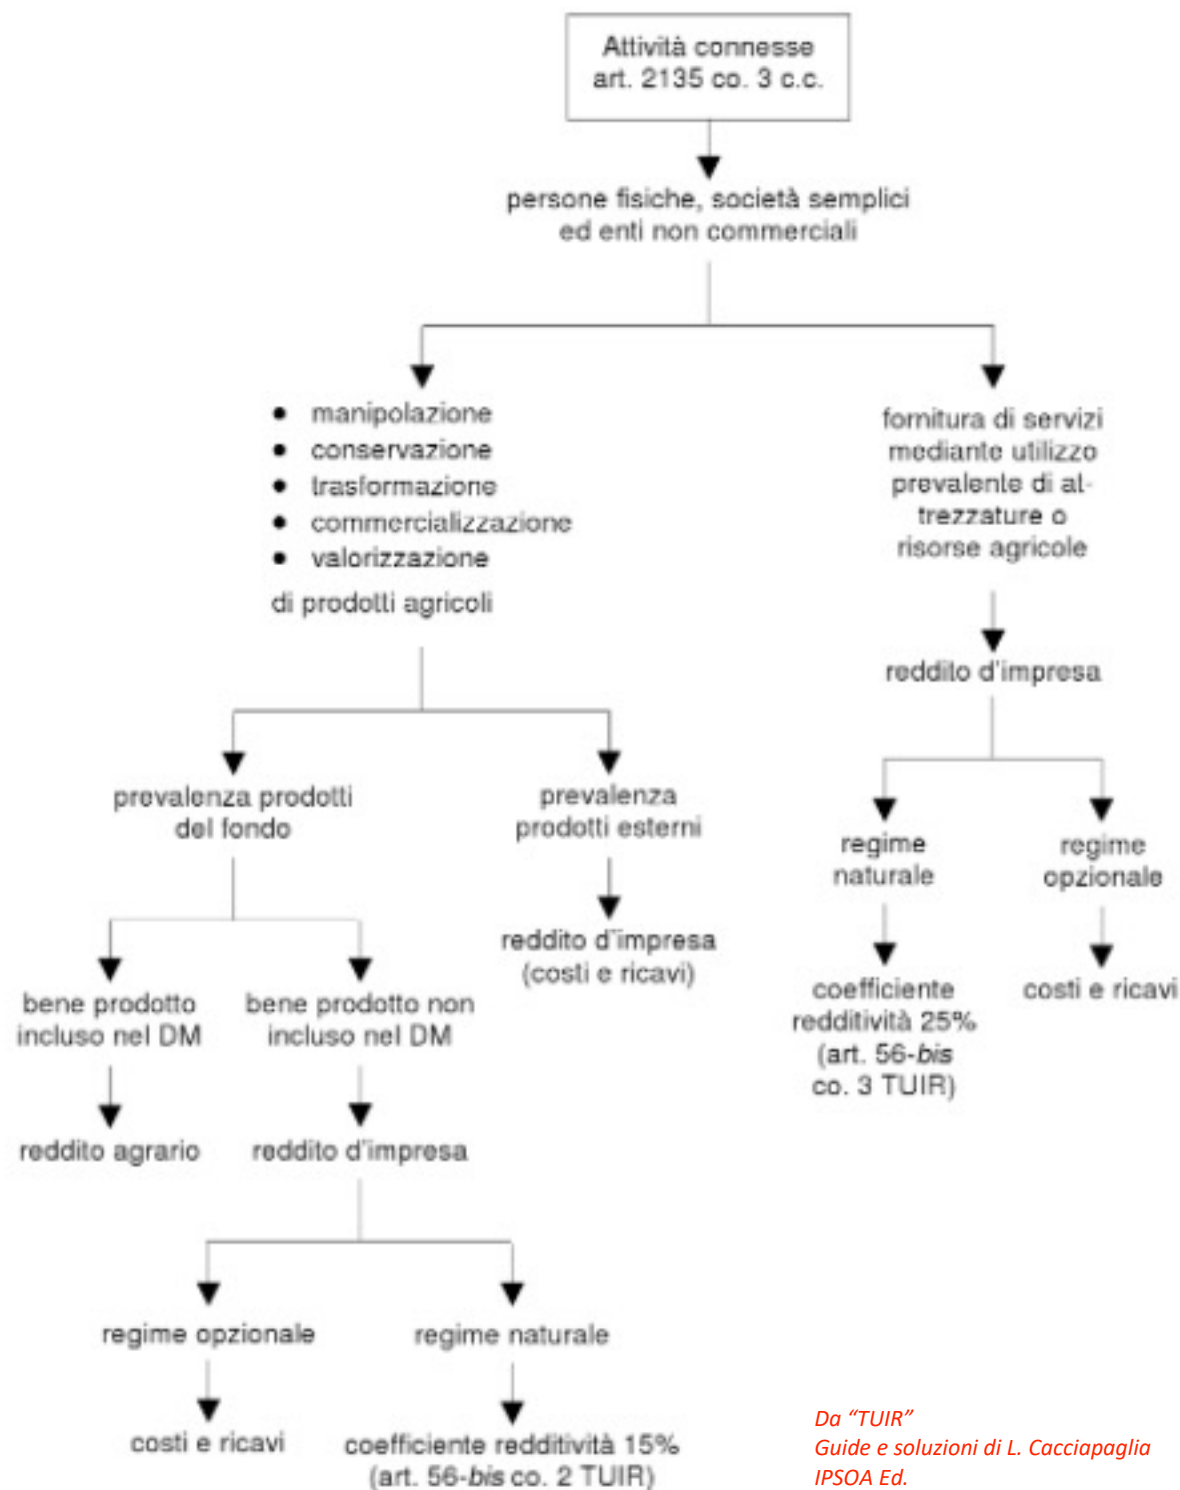 Attività connesse
art. 2135 co. 3 c.c.
persone fisiche, società semplici
ed enti non commerciali
• manipolazione
• conservazione
• trasformazione
• commercializzazione
• valorizzazione
di prodotti agricoli
fornitura di servizi
mediante utilizzo
prevalente di at-
trezzature o
risorse agricole
reddito d'impresa
prevalenza prodotti
del fondo
prevalenza
prodotti esterni
regime
naturale
regime
opzionale
reddito d'impresa
(costi e ricavi)
bene prodotto
incluso nel DM
bene prodotto non
incluso nel DM
coefficiente
redditività 25%
(art. 56-bis
co. 3 TUIR)
costi e ricavi
reddito agrario
reddito d'impresa
regime opzionale
regime naturale
costi e ricavi
coefficiente redditività 15%
(art. 56-bis co. 2 TUIR)
Da “TUIR”
Guide e soluzioni di L. Cacciapaglia
IPSOA Ed.